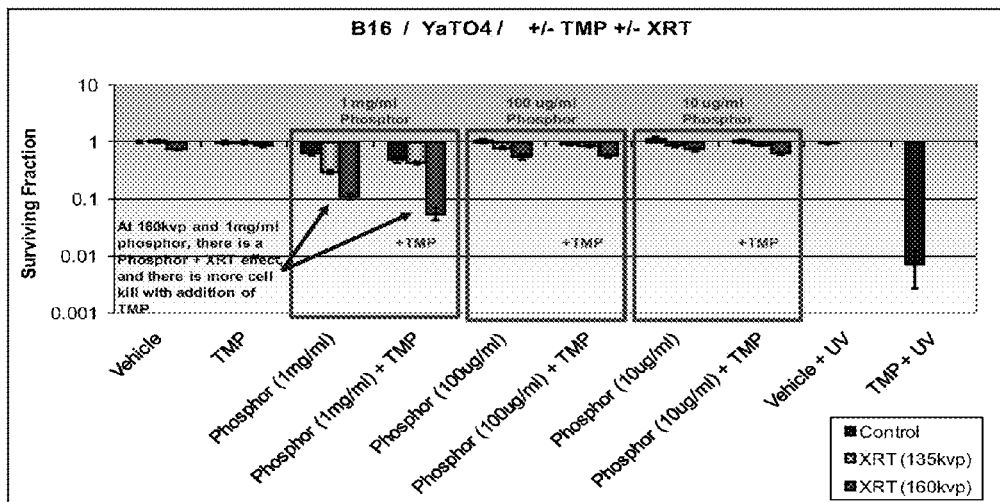 B16 / YaTO4 / +/- TMP +/- XRT
1 mg/ml
Phosphor
100 ug/ml
Phosphor
10 ug/ml
Phosphor
10
1
0.1
0.01
0.001
Surviving Fraction
At 160kvp and 1mg/ml
phosphor, there is a
Phosphor + XRT effect
and there is more cell
kill with addition of
TMP
+TMP
+TMP
+TMP
Vehicle
TMP
Phosphor (1mg/ml)
Phosphor (1mg/ml) + TMP
Phosphor (100ug/ml)
Phosphor (100ug/ml) + TMP
Phosphor (10ug/ml)
Phosphor (10ug/ml) + TMP
Vehicle + UV
TMP + UV
Control
XRT (135kvp)
XRT (160kvp)